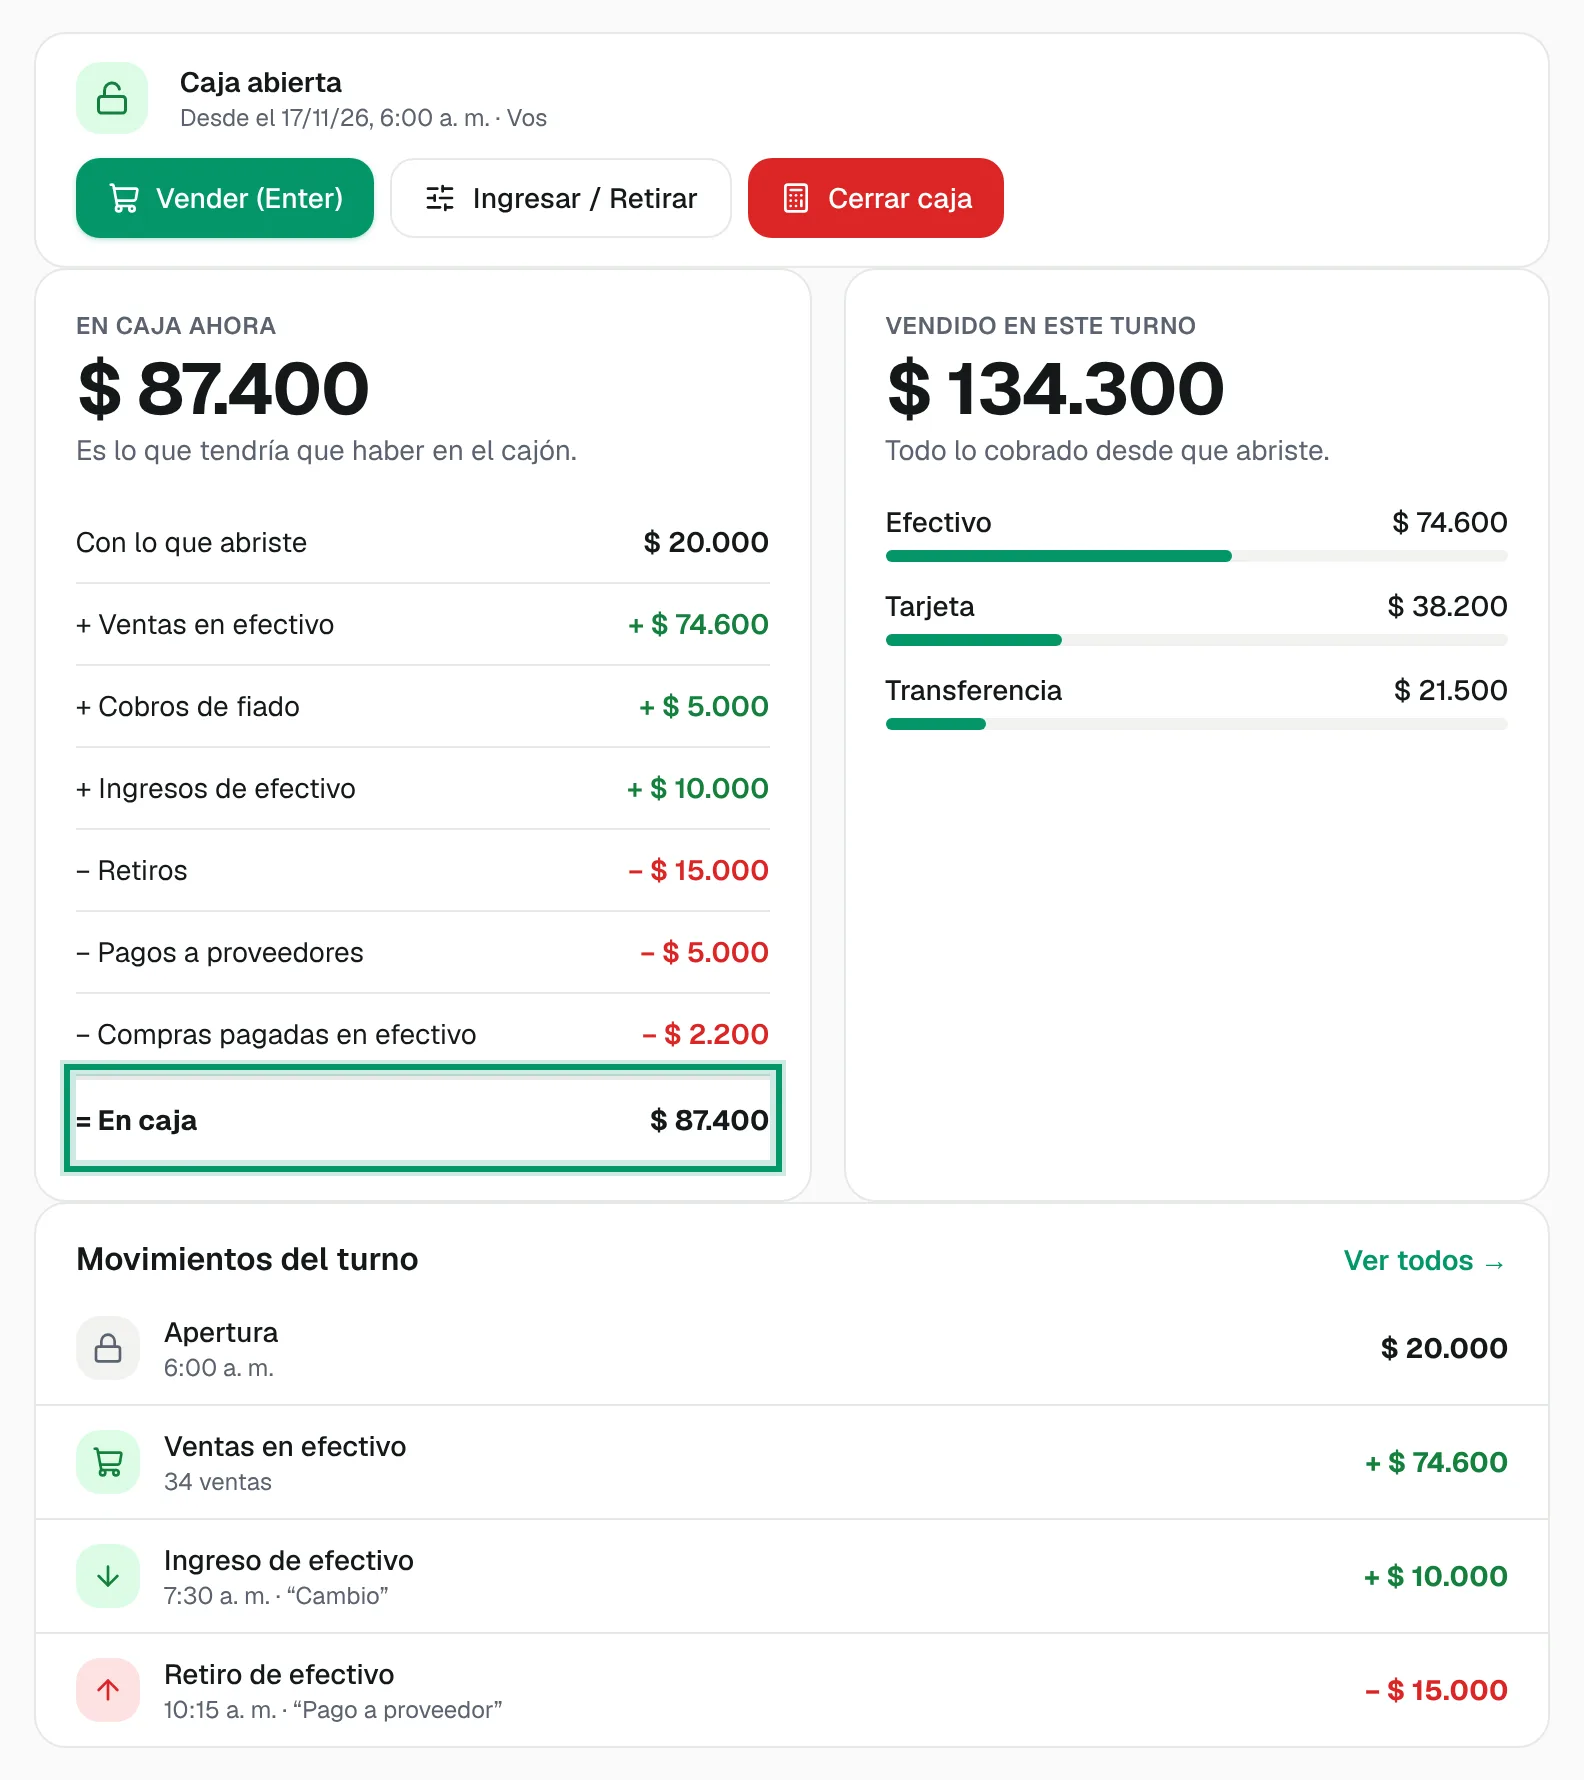 Caja abierta
Desde el 17/11/26, 6:00 a. m. · Vos
Vender (Enter)
Ingresar / Retirar
Cerrar caja
EN CAJA AHORA
$ 87.400
Es lo que tendría que haber en el cajón.
Con lo que abriste $ 20.000
+ Ventas en efectivo + $ 74.600
+ Cobros de fiado + $ 5.000
+ Ingresos de efectivo + $ 10.000
– Retiros – $ 15.000
– Pagos a proveedores – $ 5.000
– Compras pagadas en efectivo – $ 2.200
= En caja $ 87.400
VENDIDO EN ESTE TURNO
$ 134.300
Todo lo cobrado desde que abriste.
Efectivo $ 74.600
Tarjeta $ 38.200
Transferencia $ 21.500
Movimientos del turno
Ver todos →
Apertura
6:00 a. m.
$ 20.000
Ventas en efectivo
34 ventas
+ $ 74.600
Ingreso de efectivo
7:30 a. m. · “Cambio”
+ $ 10.000
Retiro de efectivo
10:15 a. m. · “Pago a proveedor”
– $ 15.000